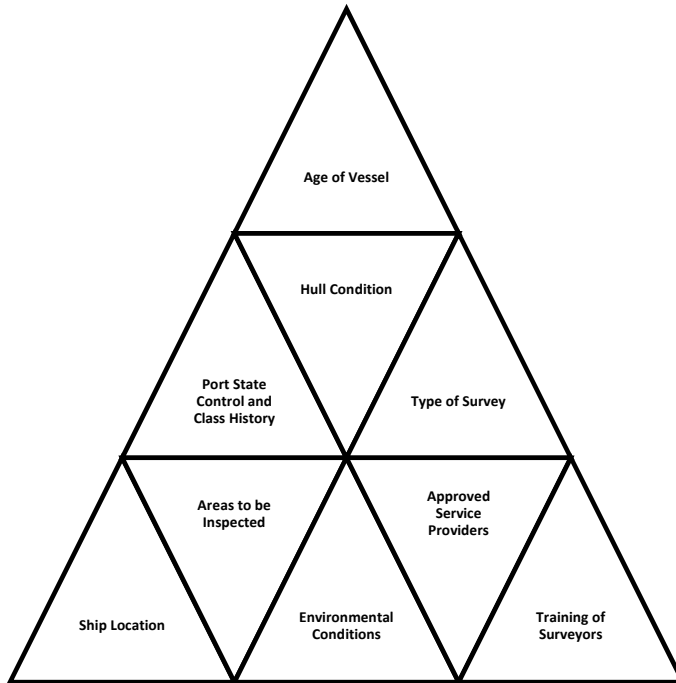 Age of Vessel
Hull Condition
Port State
Control and
Class History
Type of Survey
Areas to be
Inspected
Approved
Service
Providers
Ship Location
Environmental
Conditions
Training of
Surveyors